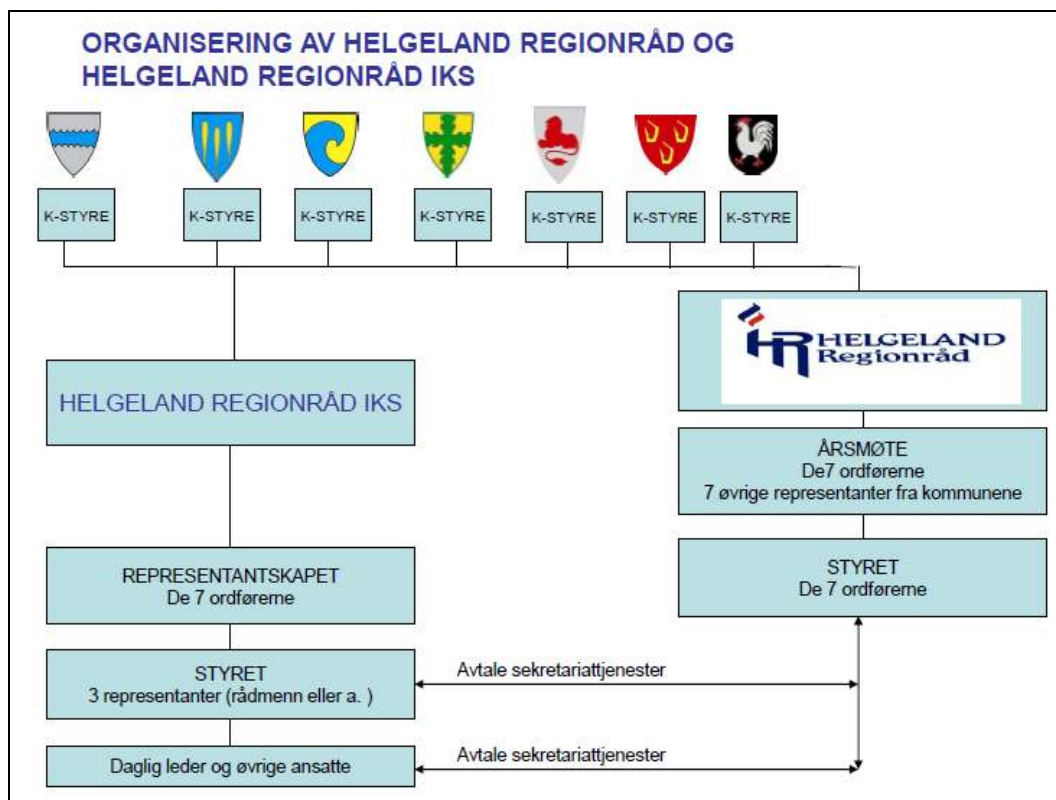 ORGANISERING AV HELGELAND REGIONRÅD OG
HELGELAND REGIONRÅD IKS
K-STYRE
K-STYRE
K-STYRE
K-STYRE
K-STYRE
K-STYRE
K-STYRE
HR HELGELAND
Regionråd
HELGELAND REGIONRÅD IKS
ÅRSMØTE
De7 ordførerne
7 øvrige representanter fra kommunene
REPRESENTANTSKAPET
De 7 ordførerne
STYRET
De 7 ordførerne
STYRET
3 representanter (rådmenn eller a. )
Avtale sekretariattjenester
Daglig leder og øvrige ansatte
Avtale sekretariattjenester